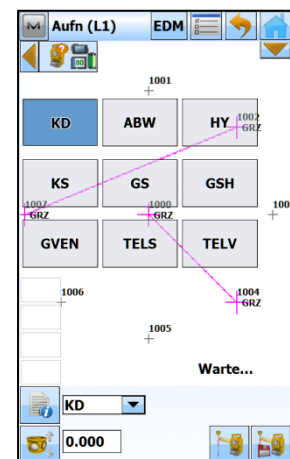 Aufn (L1) EDM
80
1001
KD ABW HY 1002
GRZ
KS GS GSH
1007 1000 100
GRZ GRZ
GVEN TELS TELV
1006 1004
GRZ
1005
Warte...
KD
0.000